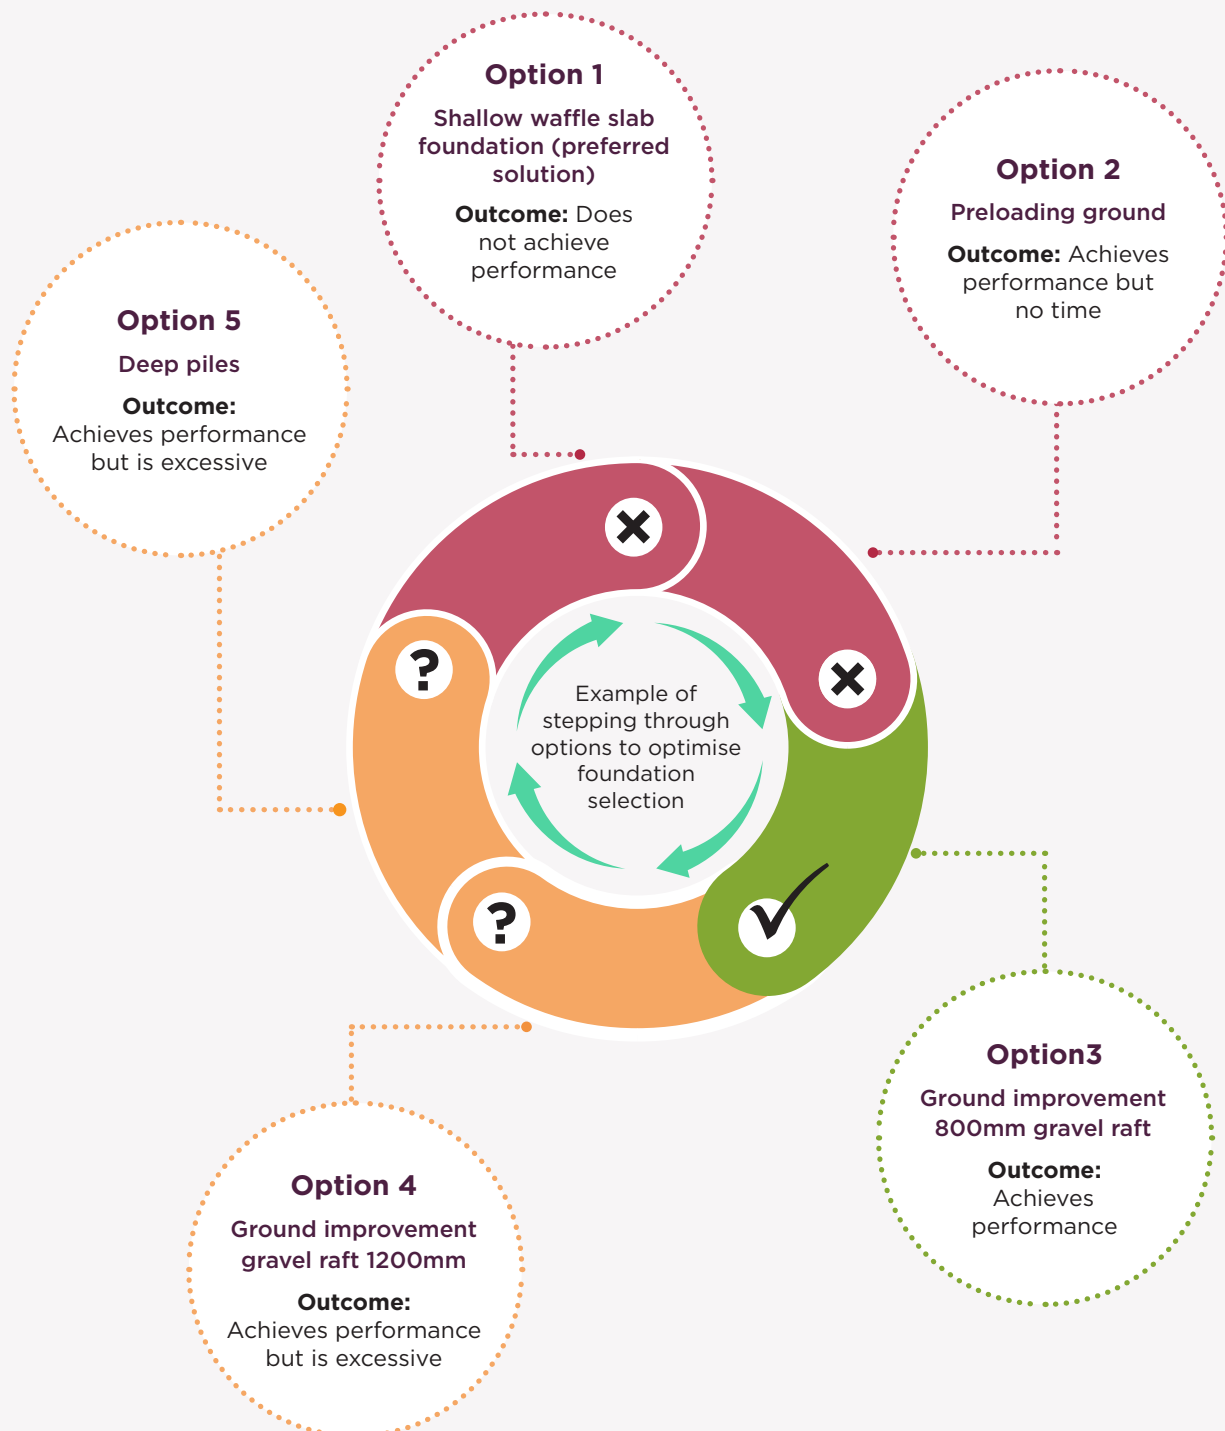 Option 1
Shallow waffle slab
foundation (preferred
solution)
Outcome: Does
not achieve
performance
Option 2
Preloading ground
Outcome: Achieves
performance but
no time
Option 5
Deep piles
Outcome:
Achieves performance
but is excessive
?
Example of
stepping through
options to optimise
foundation
selection
?
Option3
Ground improvement
800mm gravel raft
Outcome:
Achieves
performance
Option 4
Ground improvement
gravel raft 1200mm
Outcome:
Achieves performance
but is excessive